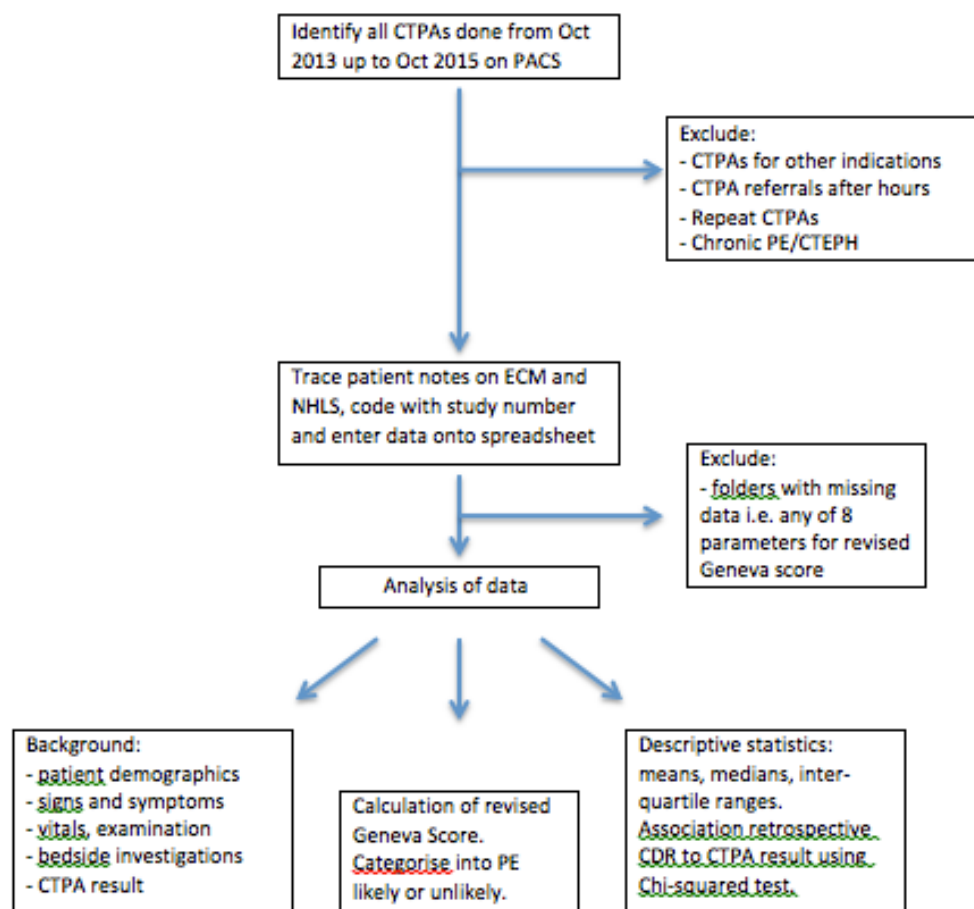 Identify all CTPAs done from Oct
2013 up to Oct 2015 on PACS
Exclude:
- CTPAs for other indications
- CTPA referrals after hours
- Repeat CTPAs
- Chronic PE/CTEPH
Trace patient notes on ECM and
NHLS, code with study number
and enter data onto spreadsheet
Exclude:
- folders with missing
data i.e. any of 8
parameters for revised
Geneva score
Analysis of data
Background:
- patient demographics
- signs and symptoms
- vitals, examination
- bedside investigations
- CTPA result
Calculation of revised
Geneva Score.
Categorise into PE
likely or unlikely.
Descriptive statistics:
means, medians, inter-
quartile ranges.
Association retrospective
CDR to CTPA result using
Chi-squared test.